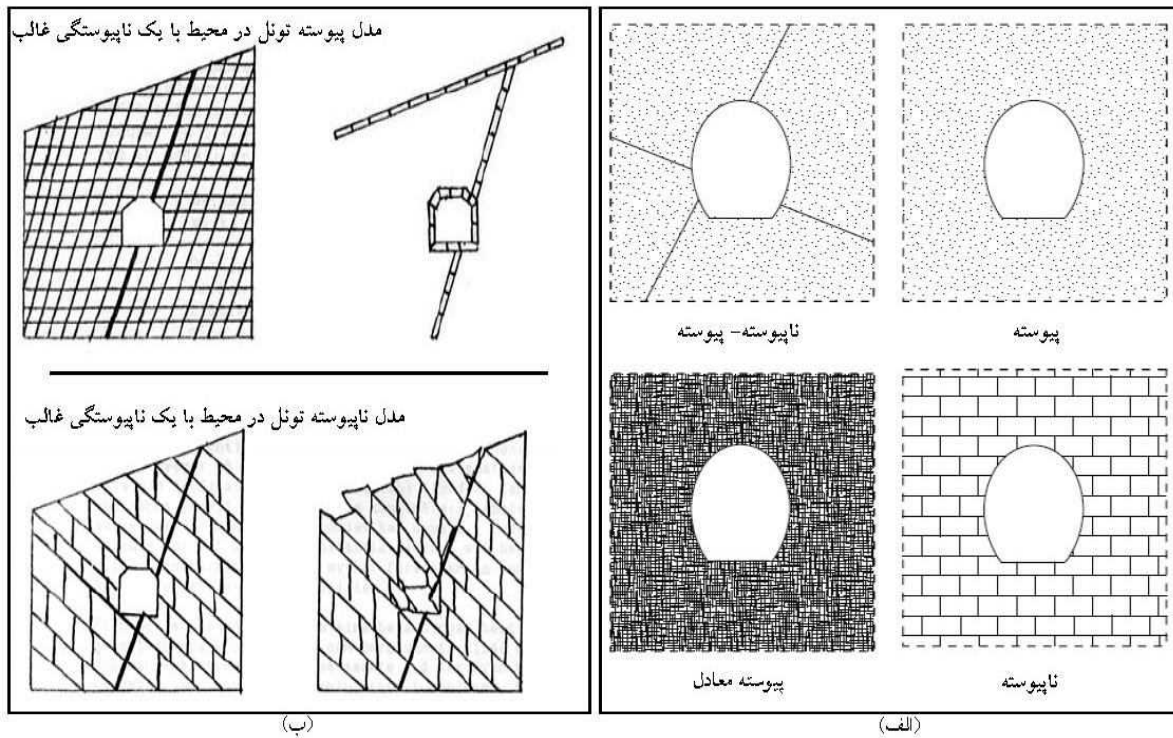 پیوسته
ناپیوسته- پیوسته
ناپیوسته
پیوسته معادل
(الف)
مدل پیوسته تونل در محیط با یک ناپیوستگی غالب
مدل ناپیوسته تونل در محیط با یک ناپیوستگی غالب
(ب)